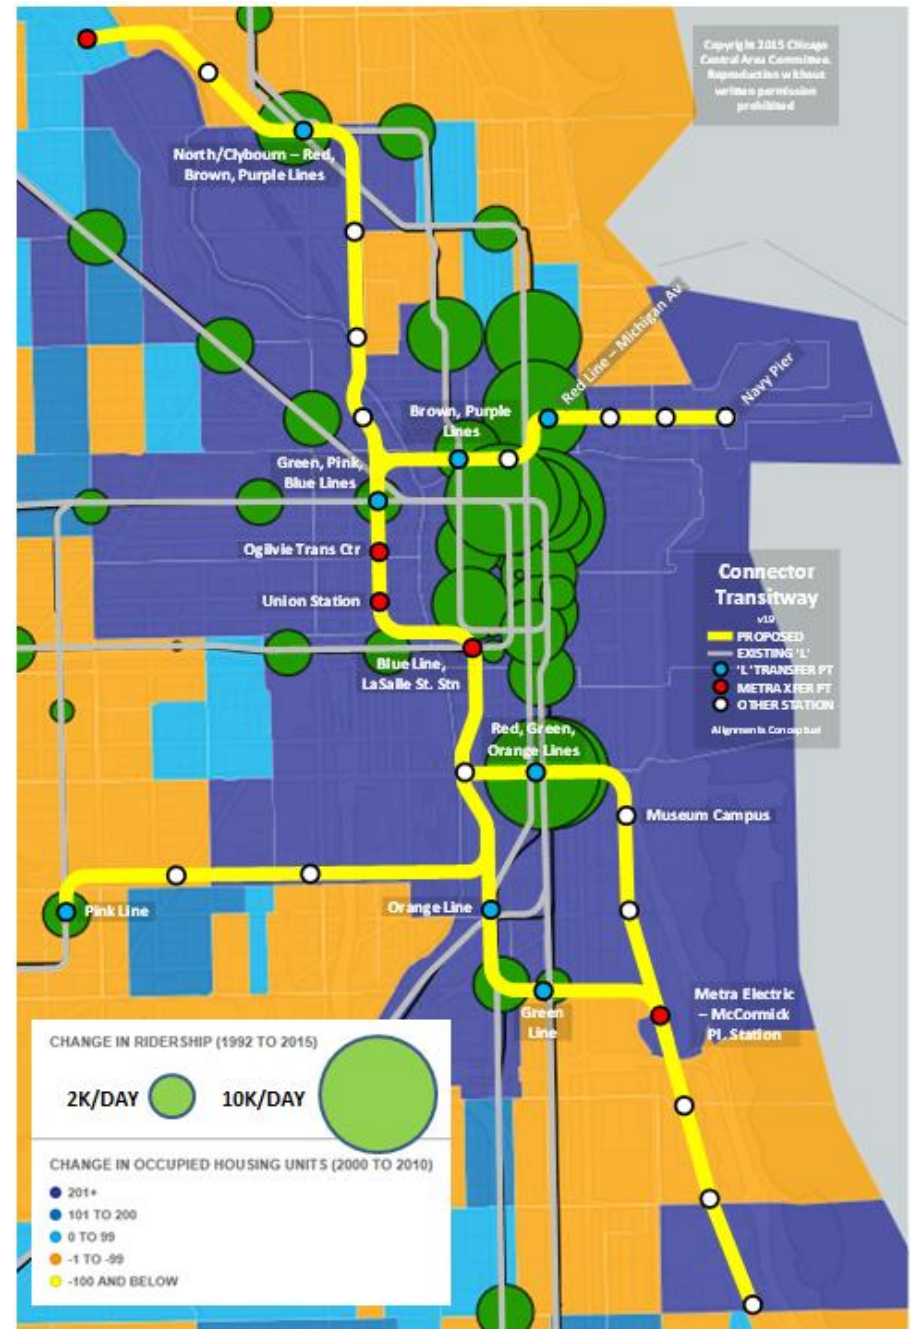 Copyright 2015 Chicago
Central Area Committee.
Reproduction without
written permission
prohibited
North/Clybourn – Red,
Brown, Purple Lines
Red Line – Michigan Av
Navy Pier
Brown, Purple
Lines
Green, Pink,
Blue Lines
Ogilvie Trans Ctr
Union Station
Blue Line,
LaSalle St. Stn
Connector
Transitway
v19
PROPOSED
EXISTING 'L'
'L' TRANSFER PT
METRA XFER PT
OTHER STATION
Alignments Conceptual
Red, Green,
Orange Lines
Museum Campus
Pink Line
Orange Line
Metra Electric
– McCormick
Pl. Station
Green
Line
CHANGE IN RIDERSHIP (1992 TO 2015)
2K/DAY
10K/DAY
CHANGE IN OCCUPIED HOUSING UNITS (2000 TO 2010)
201+
101 TO 200
0 TO 99
-1 TO -99
-100 AND BELOW